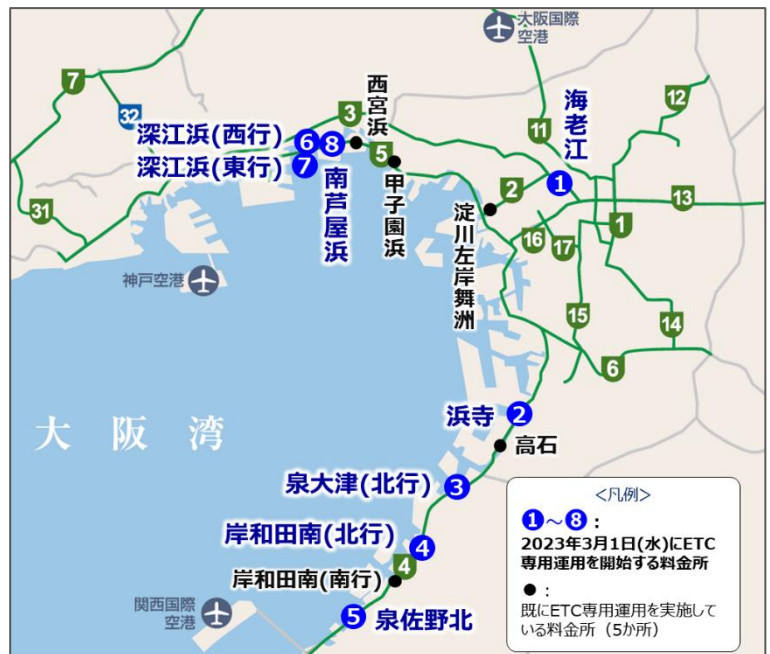 大阪国際
空港
7
32
3
西宮浜
深江浜(西行)
6
8
深江浜(東行)
7
5
南芦屋浜
甲子園浜
11
海老江
1
12
2
淀川左岸舞洲
13
1
16
17
31
神戸空港
15
14
6
大阪湾
浜寺
2
高石
泉大津(北行)
3
岸和田南(北行)
4
4
岸和田南(南行)
関西国際
空港
5
泉佐野北
<凡例>
❶～❽：
2023年3月1日(水)にETC
専用運用を開始する料金所
●：
既にETC専用運用を実施して
いる料金所（5か所）